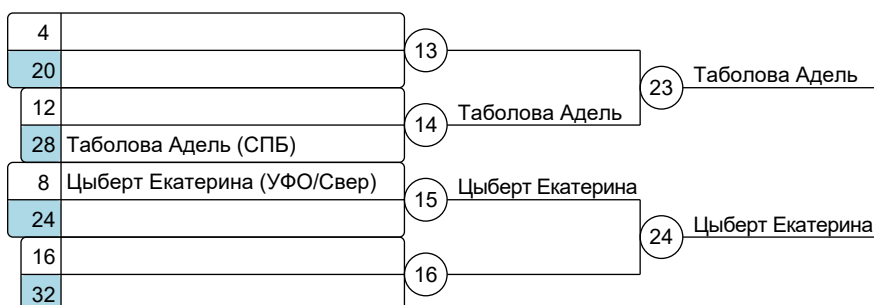 4
13
20
23 Таболова Адель
12
14 Таболова Адель
28 Таболова Адель (СПБ)
8 Цыберт Екатерина (УФО/Свер)
15 Цыберт Екатерина
24
24 Цыберт Екатерина
16
16
32